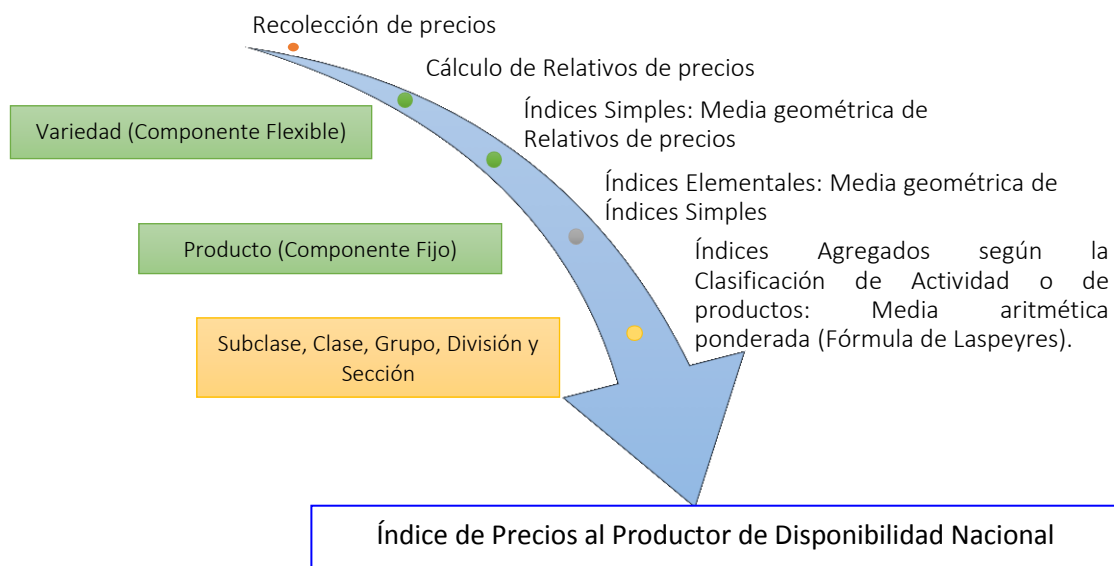 Recolección de precios
Cálculo de Relativos de precios
Variedad (Componente Flexible)
Índices Simples: Media geométrica de
Relativos de precios
Índices Elementales: Media geométrica de
Índices Simples
Producto (Componente Fijo)
Índices Agregados según la
Clasificación de Actividad o de
productos: Media aritmética
ponderada (Fórmula de Laspeyres).
Subclase, Clase, Grupo, División y
Sección
Índice de Precios al Productor de Disponibilidad Nacional